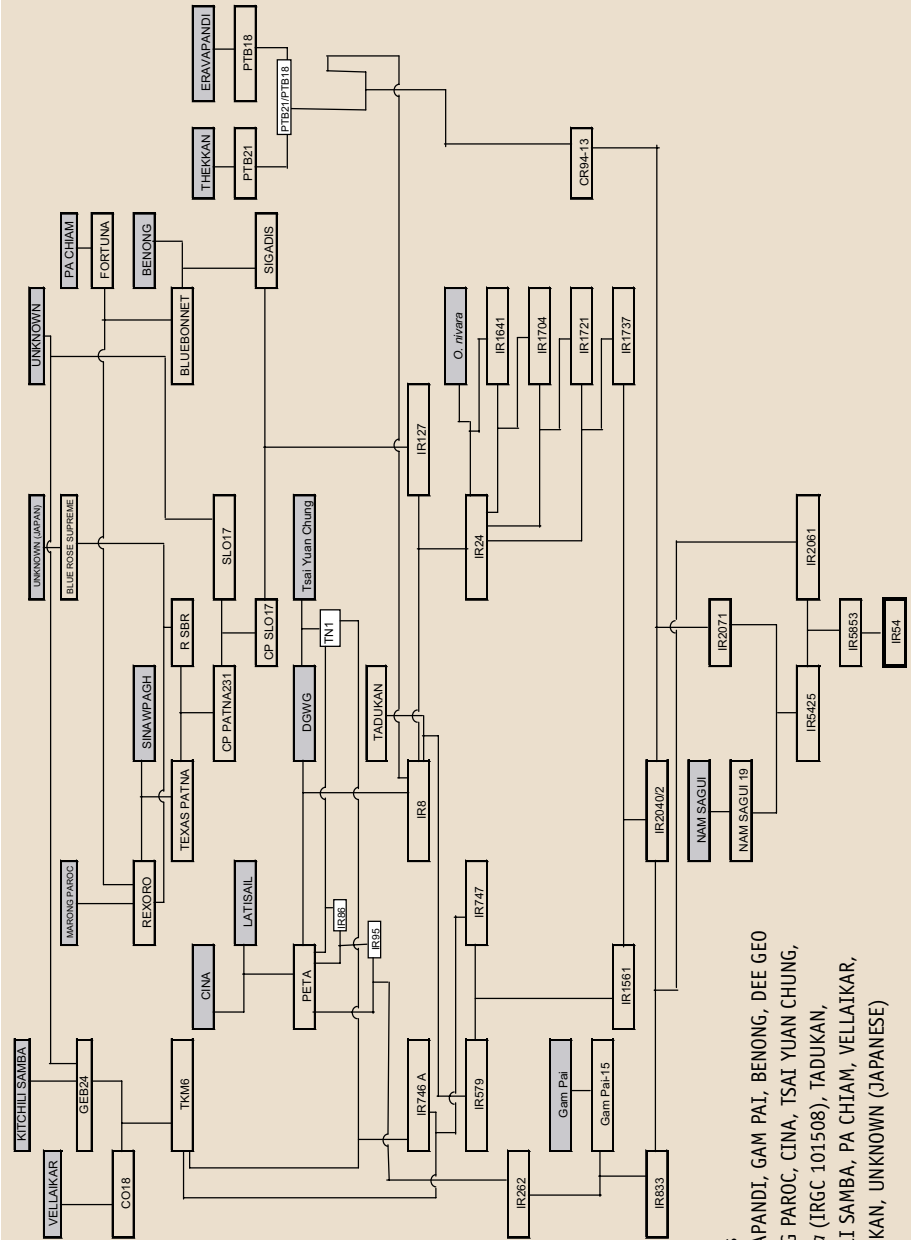 KITCHILI SAMBA
VELLAIKAR
GEB24
CO18
TKM6
MARONG PAROC
REXORO
SINAWPAGH
TEXAS PATNA
R SBR
CP PATNA231
UNKNOWN (JAPAN)
BLUE ROSE SUPREME
SLO17
CP SLO17
UNKNOWN
PA CHIAM
FORTUNA
BENONG
BLUEBONNET
SIGADIS
THEKKAN
PTB21
ERAVAPANDI
PTB18
PTB21/PTB18
CINA
LATISAIL
PETA
IR86
IR95
DGWG
Tsai Yuan Chung
TN1
TADUKAN
IR8
IR127
IR746 A
IR579
IR747
IR24
O. nivara
IR1641
IR1704
IR1721
IR1737
CR94-13
Gam Pai
Gam Pai-15
IR262
IR833
IR1561
IR2040/2
NAM SAGUI
NAM SAGUI 19
IR2071
IR5425
IR2061
IR5853
IR54
APANDI, GAM PAI, BENONG, DEE GEO
G PAROC, CINA, TSAI YUAN CHUNG,
(IRGC 101508), TADUKAN,
I SAMBA, PA CHIAM, VELLAIKAR,
KAN, UNKNOWN (JAPANESE)